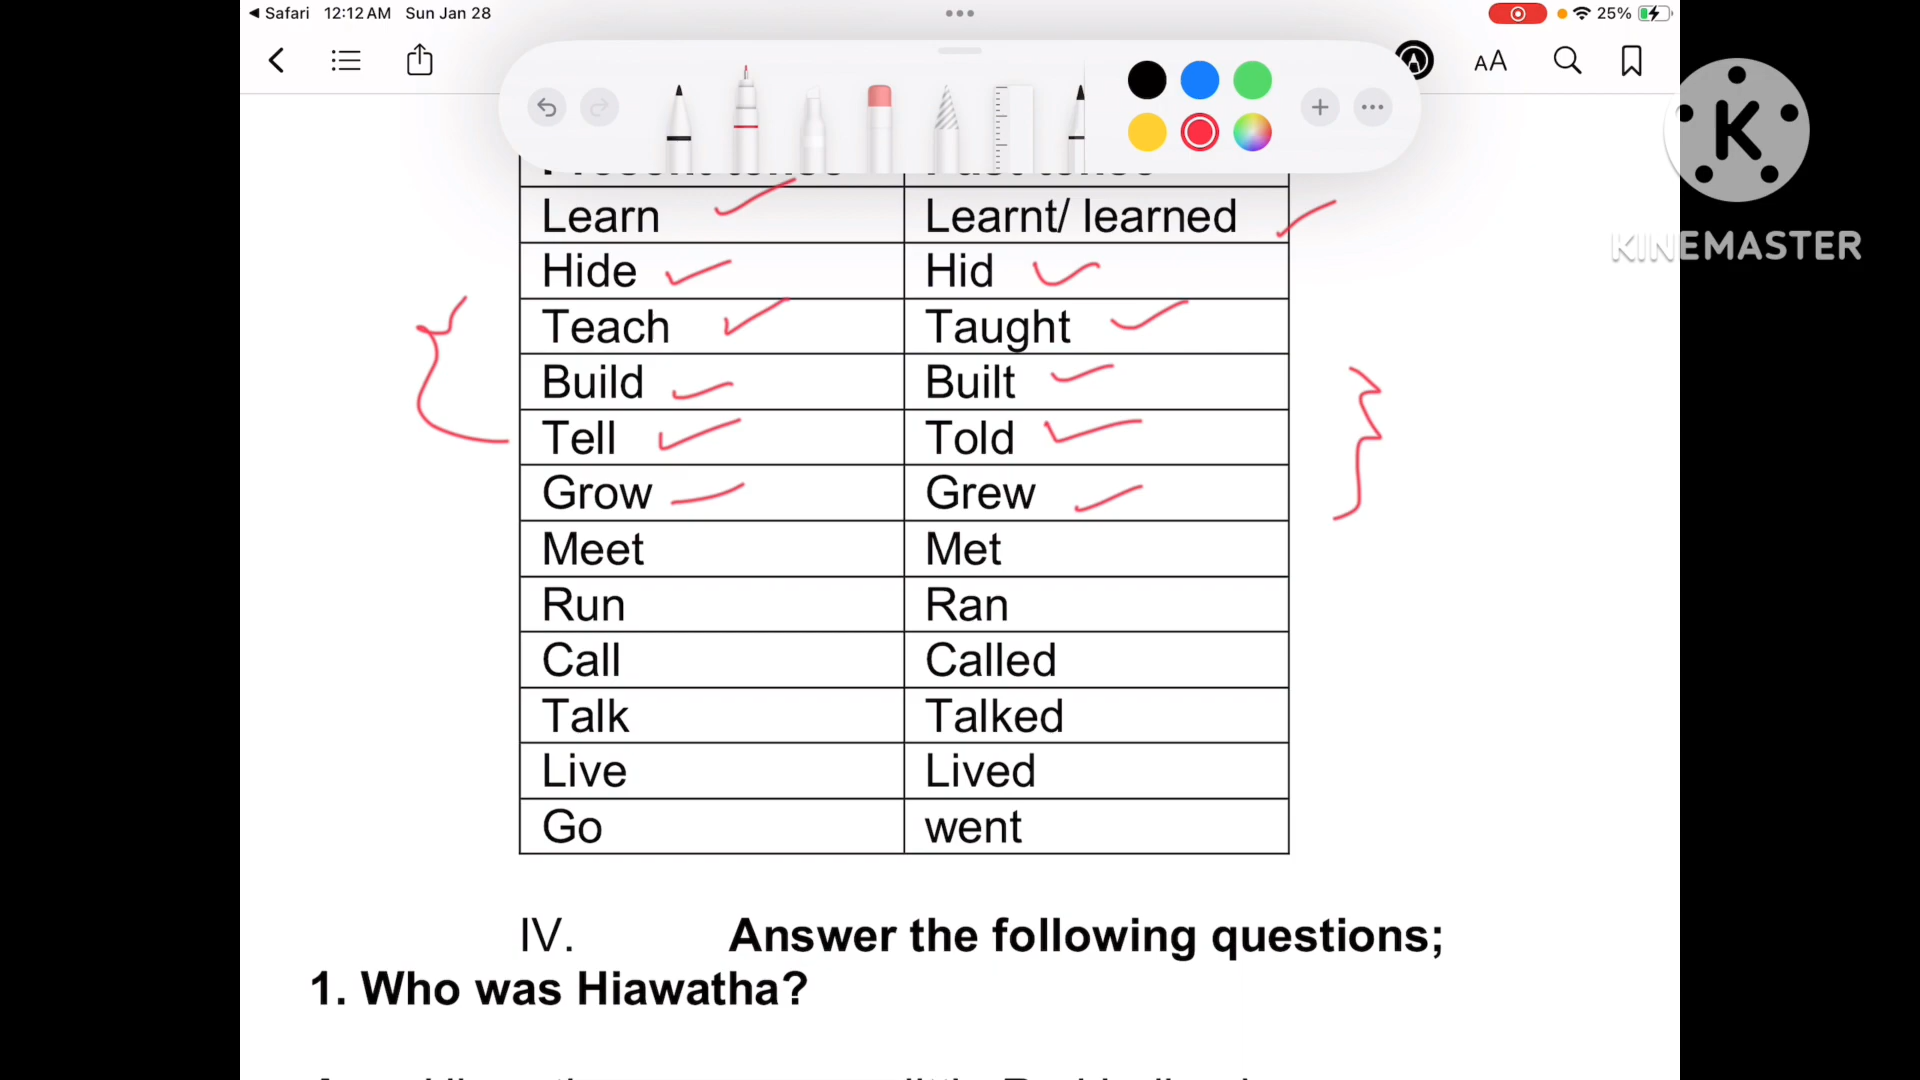 Safari 12:12 AM Sun Jan 28
25%
AA
K
KINEMASTER
Learn Learnt/ learned
Hide Hid
Teach Taught
Build Built
Tell Told
Grow Grew
Meet Met
Run Ran
Call Called
Talk Talked
Live Lived
Go went
IV. Answer the following questions;
1. Who was Hiawatha?